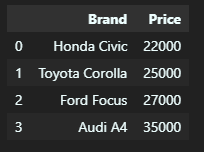 Brand Price
0 Honda Civic 22000
1 Toyota Corolla 25000
2 Ford Focus 27000
3 Audi A4 35000